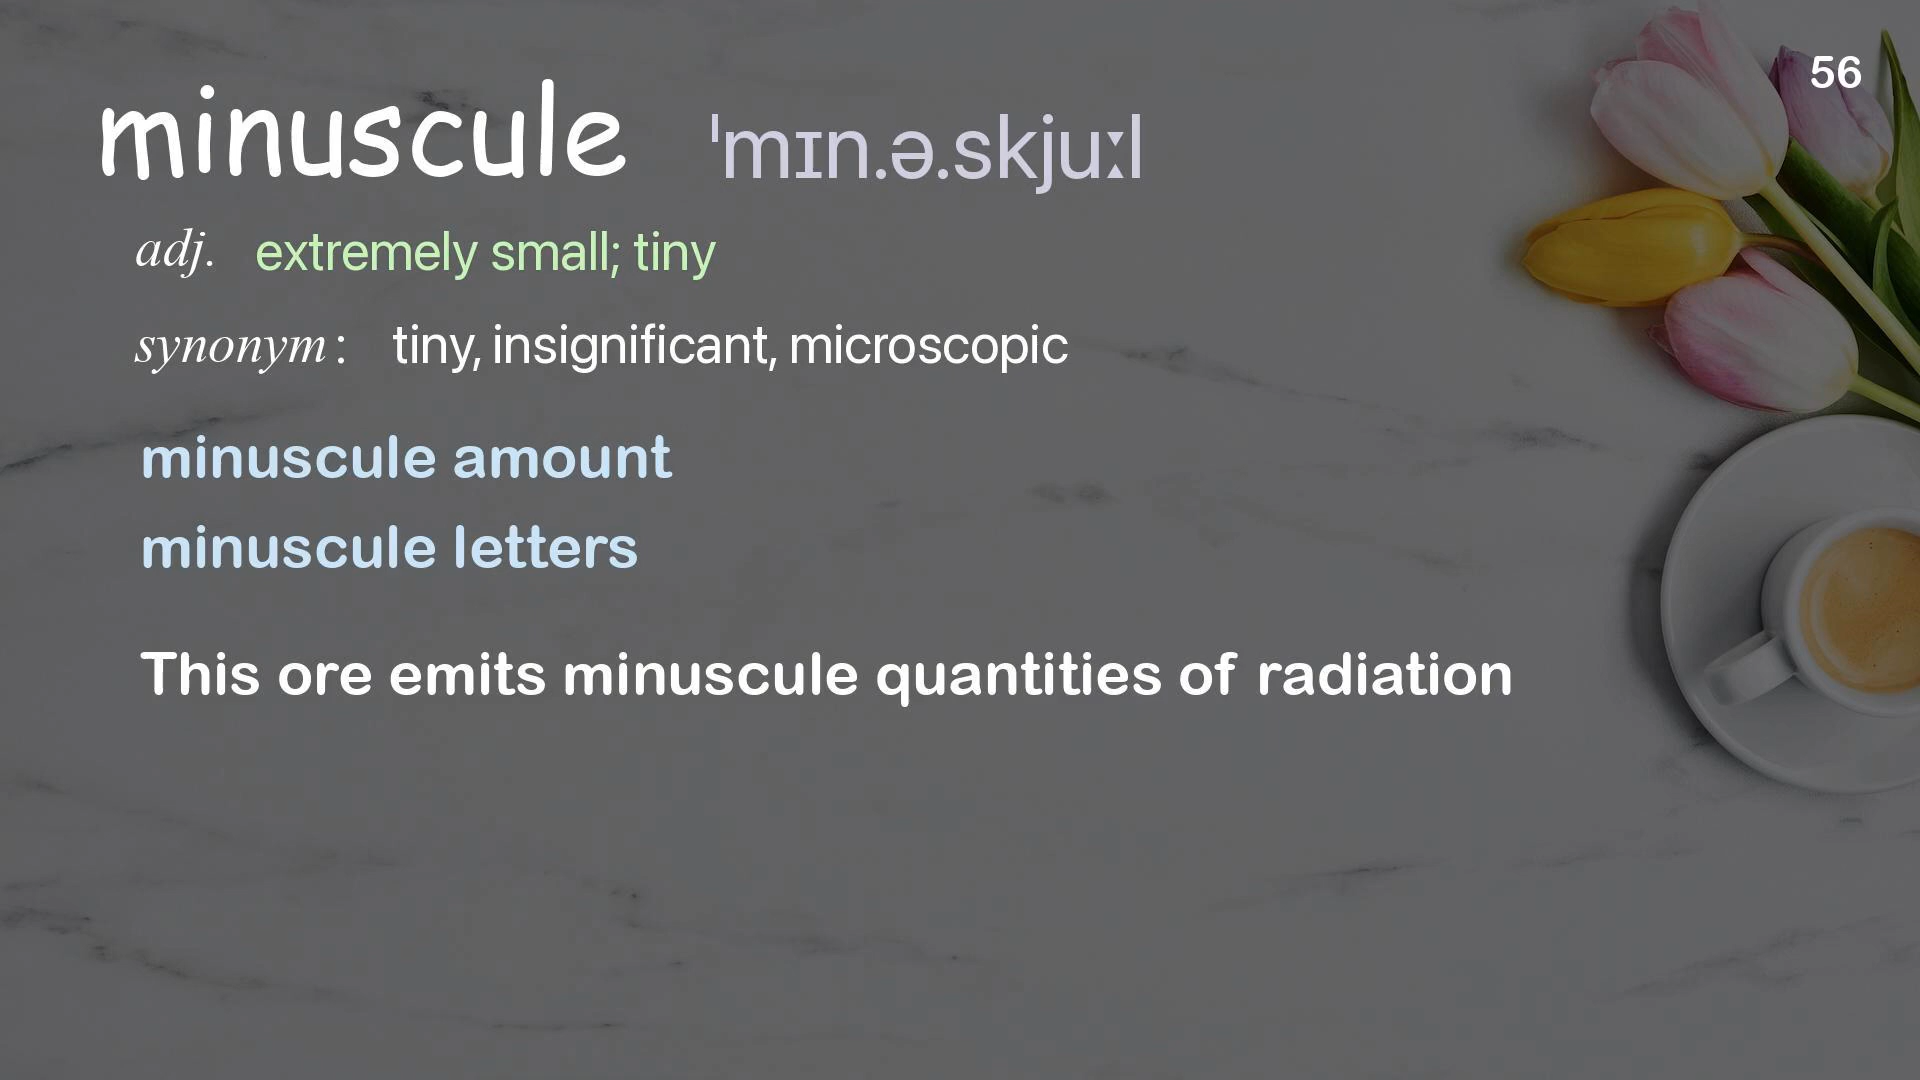 56
minuscule ˈmɪn.ə.skjuːl
adj. extremely small; tiny
synonym : tiny, insignificant, microscopic
minuscule amount
minuscule letters
This ore emits minuscule quantities of radiation